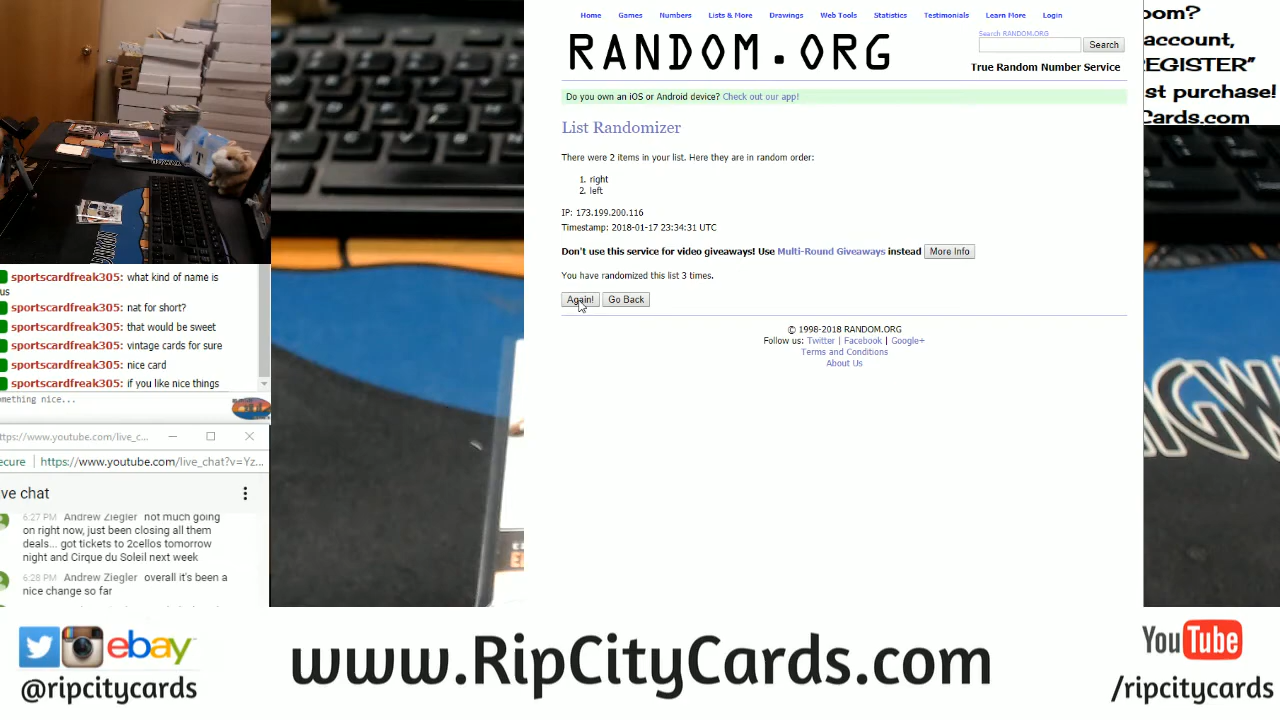 Home Games Numbers Lists & More Drawings Web Tools Statistics Testimonials Learn More Login
RANDOM.ORG
Search RANDOM.ORG
Search
True Random Number Service
Do you own an iOS or Android device? Check out our app!
List Randomizer
There were 2 items in your list. Here they are in random order:
1. right
2. left
IP: 173.199.200.116
Timestamp: 2018-01-17 23:34:31 UTC
Don't use this service for video giveaways! Use Multi-Round Giveaways instead More Info
You have randomized this list 3 times.
Again! Go Back
© 1998-2018 RANDOM.ORG
Follow us: Twitter | Facebook | Google+
Terms and Conditions
About Us
oom?
account,
EGISTER”
st purchase!
Cards.com
sportscardfreak305: what kind of name is
us
sportscardfreak305: nat for short?
sportscardfreak305: that would be sweet
sportscardfreak305: vintage cards for sure
sportscardfreak305: nice card
sportscardfreak305: if you like nice things
omething nice...
ttps://www.youtube.com/live_c...
ecure https://www.youtube.com/live_chat?v=Yz...
ve chat
6:27 PM Andrew Ziegler not much going
on right now, just been closing all them
deals... got tickets to 2cellos tomorrow
night and Cirque du Soleil next week
6:28 PM Andrew Ziegler overall it's been a
nice change so far
ebay
@ripcitycards
www.RipCityCards.com
YouTube
/ripcitycards